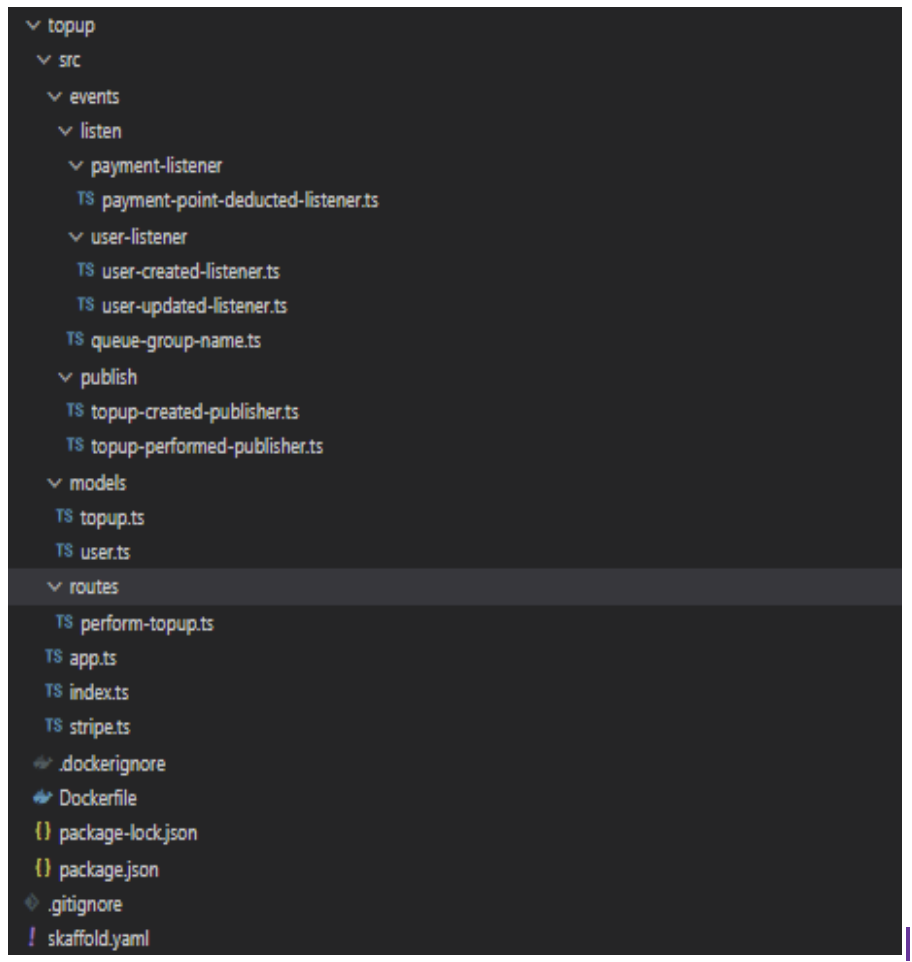 topup
src
events
listen
payment-listener
TS payment-point-deducted-listener.ts
user-listener
TS user-created-listener.ts
TS user-updated-listener.ts
TS queue-group-name.ts
publish
TS topup-created-publisher.ts
TS topup-performed-publisher.ts
models
TS topup.ts
TS user.ts
routes
TS perform-topup.ts
TS app.ts
TS index.ts
TS stripe.ts
.dockerignore
Dockerfile
{} package-lock.json
{} package.json
.gitignore
! skaffold.yaml